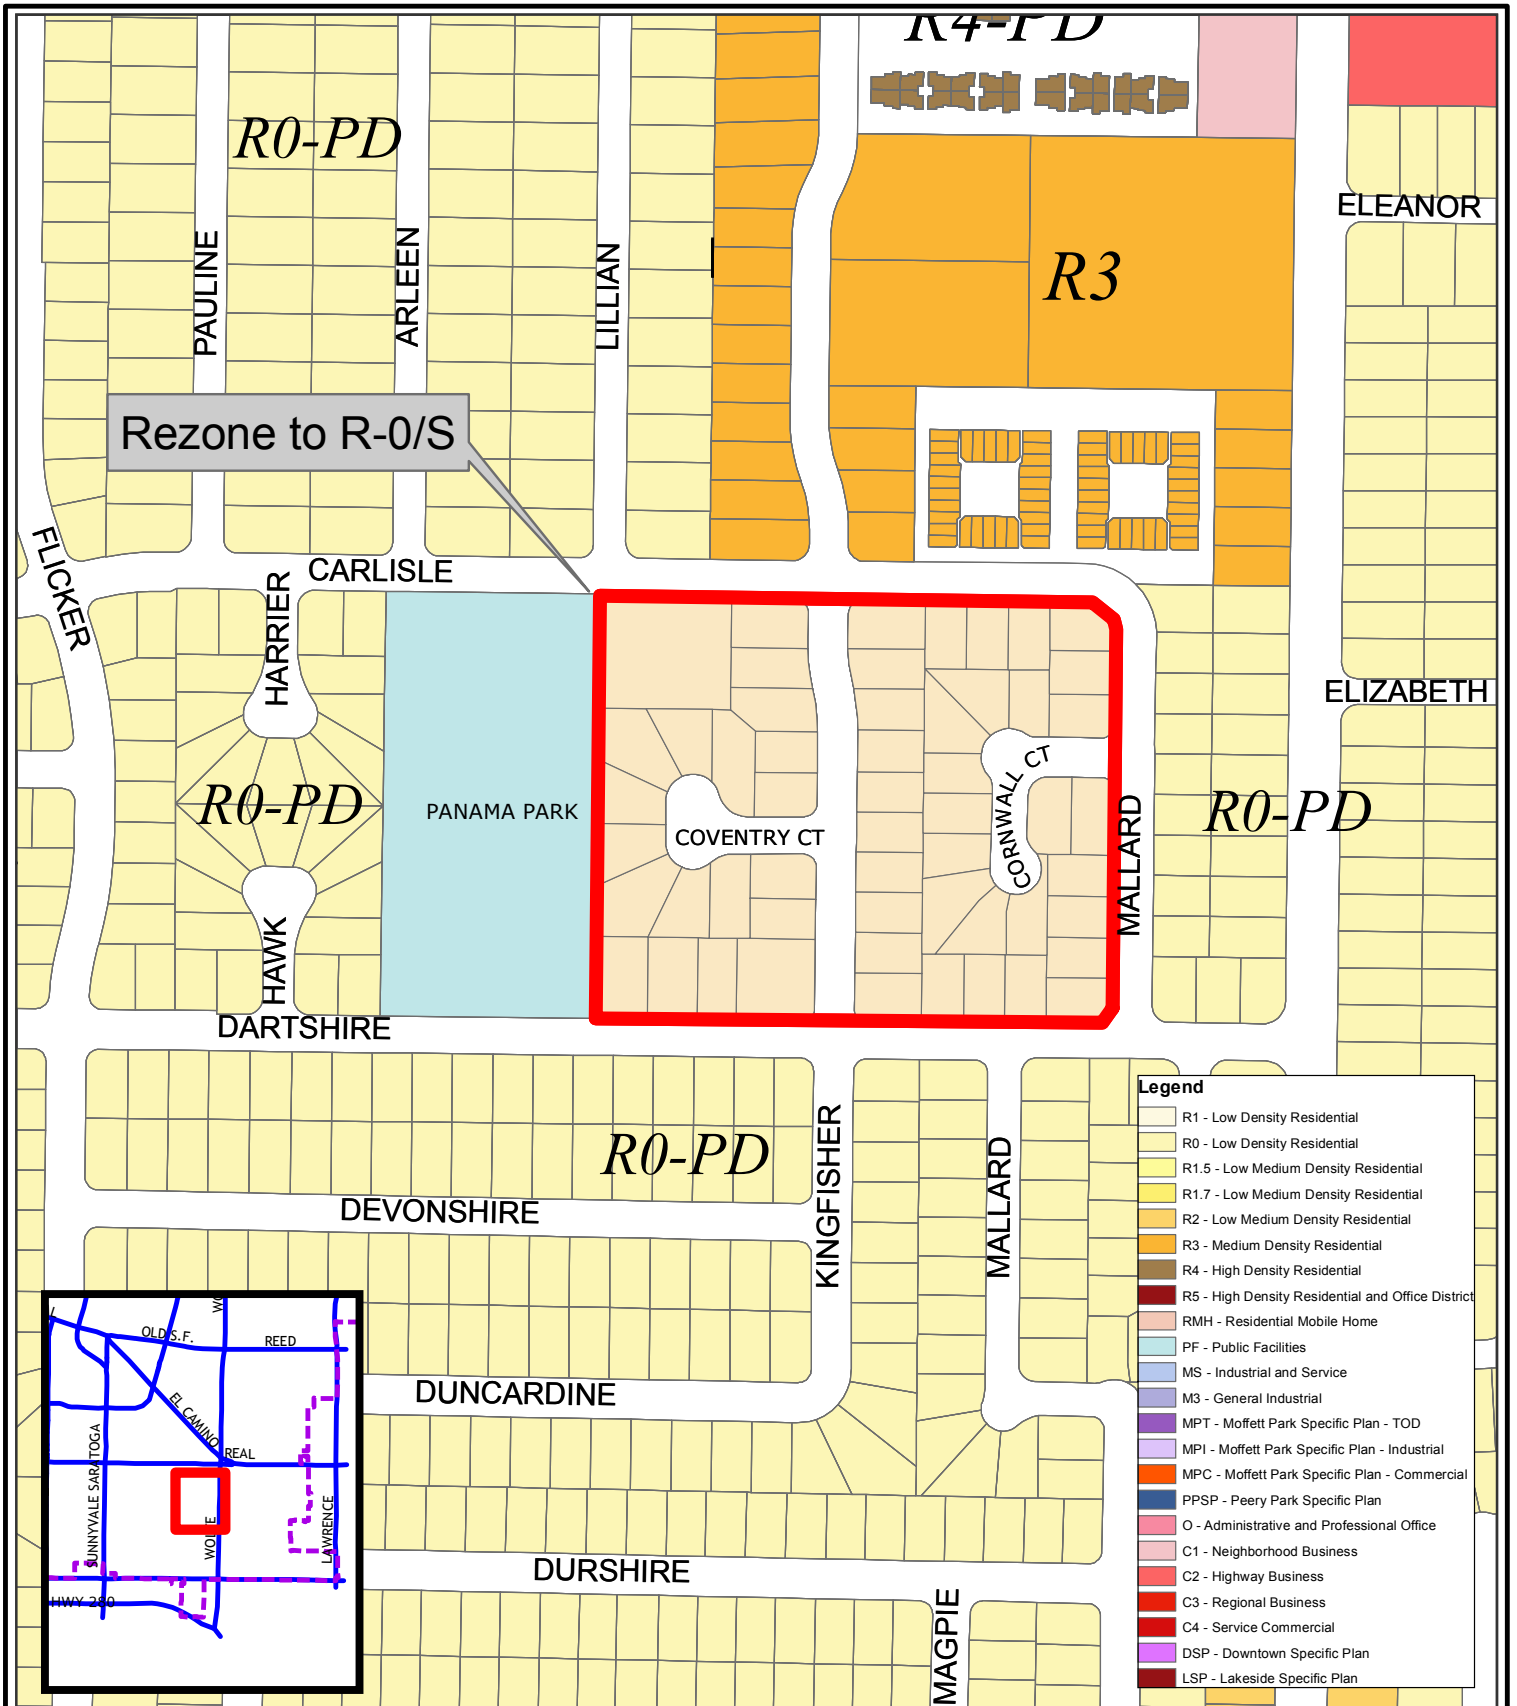 R4-PD
R0-PD
ELEANOR
PAULINE
ARLEEN
LILLIAN
R3
Rezone to R-0/S
FLICKER
CARLISLE
HARRIER
ELIZABETH
R0-PD
PANAMA PARK
COVENTRY CT
CORNWALL CT
MALLARD
R0-PD
HAWK
DARTSHIRE
R0-PD
KINGFISHER
MALLARD
DEVONSHIRE
DUNCARDINE
DURSHIRE
MAGPIE
Legend
R1 - Low Density Residential
R0 - Low Density Residential
R1.5 - Low Medium Density Residential
R1.7 - Low Medium Density Residential
R2 - Low Medium Density Residential
R3 - Medium Density Residential
R4 - High Density Residential
R5 - High Density Residential and Office District
RMH - Residential Mobile Home
PF - Public Facilities
MS - Industrial and Service
M3 - General Industrial
MPT - Moffett Park Specific Plan - TOD
MPI - Moffett Park Specific Plan - Industrial
MPC - Moffett Park Specific Plan - Commercial
PPSP - Peery Park Specific Plan
O - Administrative and Professional Office
C1 - Neighborhood Business
C2 - Highway Business
C3 - Regional Business
C4 - Service Commercial
DSP - Downtown Specific Plan
LSP - Lakeside Specific Plan
WO
OLD S.F.
REED
EL CAMINO
REAL
SUNNYVALE SARATOGA
WOLFE
LAWRENCE
HWY 280